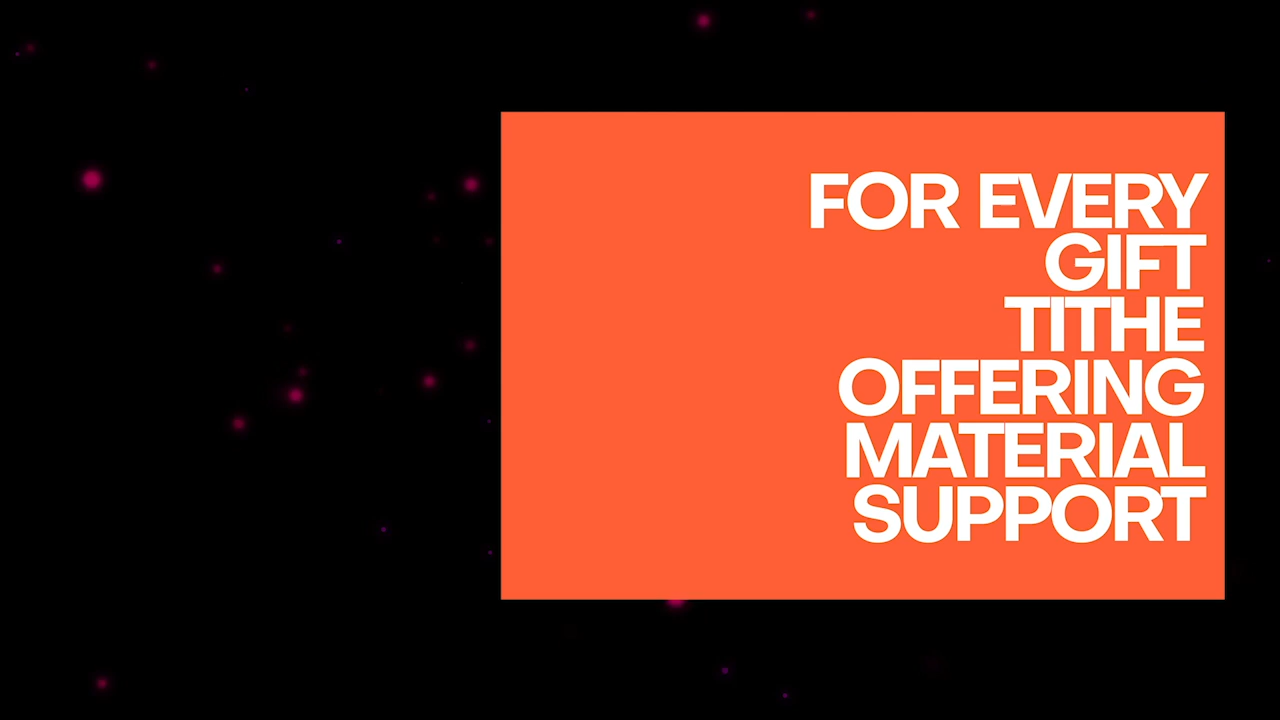 FOR EVERY
GIFT
TITHE
OFFERING
MATERIAL
SUPPORT